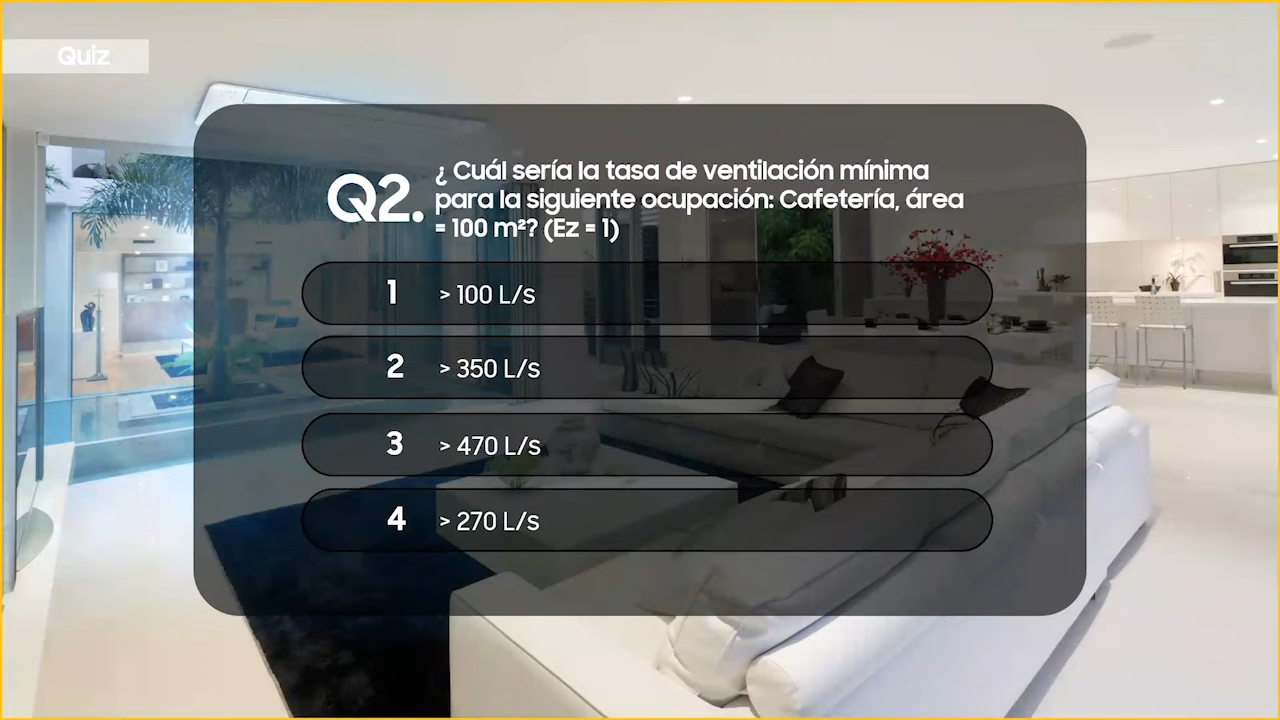 Quiz
Q2.
¿ Cuál sería la tasa de ventilación mínima
para la siguiente ocupación: Cafetería, área
= 100 m²? (Ez = 1)
1 > 100 L/s
2 > 350 L/s
3 > 470 L/s
4 > 270 L/s